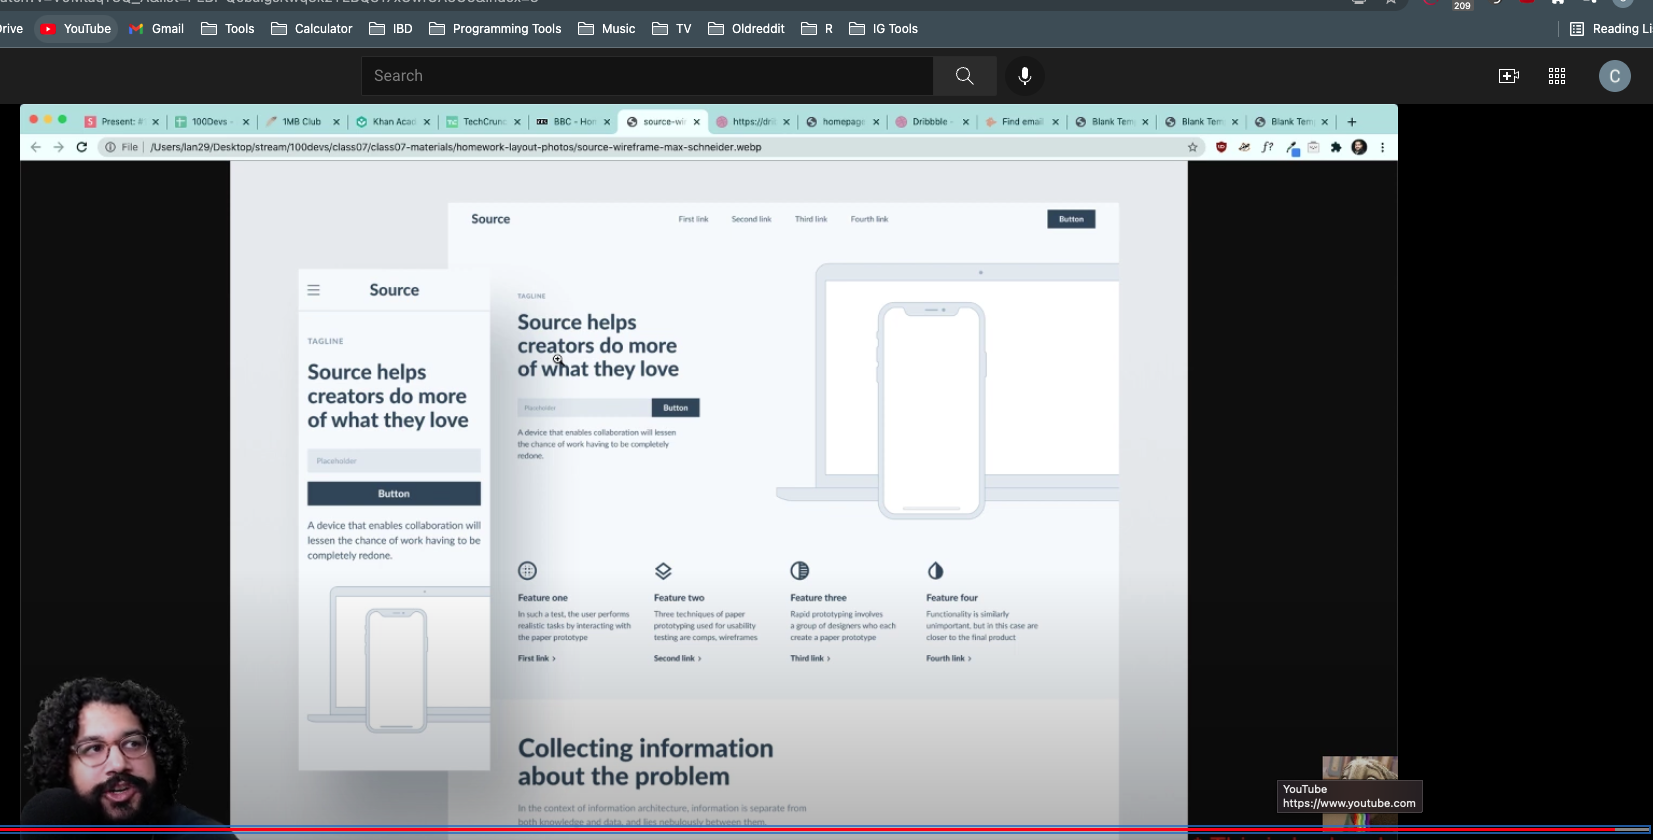 209
rive YouTube Gmail Tools Calculator IBD Programming Tools Music TV Oldreddit R IG Tools Reading Li
Search
C
Present: # 100Devs - 1MB Club Khan Acad TechCrunc BBC - Hom source-wir https://dri homepage Dribbble - Find email Blank Tem Blank Tem Blank Tem
File /Users/lan29/Desktop/stream/100devs/class07/class07-materials/homework-layout-photos/source-wireframe-max-schneider.webp
Source First link Second link Third link Fourth link Button
Source
TAGLINE
Source helps
creators do more
of what they love
Placeholder
Button
A device that enables collaboration will
lessen the chance of work having to be
completely redone.
TAGLINE
Source helps
creators do more
of what they love
Placeholder Button
A device that enables collaboration will lessen
the chance of work having to be completely
redone.
Feature one
In such a test, the user performs
realistic tasks by interacting with
the paper prototype
First link >
Feature two
Three techniques of paper
prototyping used for usability
testing are comps, wireframes
Second link >
Feature three
Rapid prototyping involves
a group of designers who each
create a paper prototype
Third link >
Feature four
Functionality is similarly
unimportant, but in this case are
closer to the final product
Fourth link >
Collecting information
about the problem
In the context of information architecture, information is separate from
both knowledge and data, and lies nebulously between them.
YouTube
https://www.youtube.com